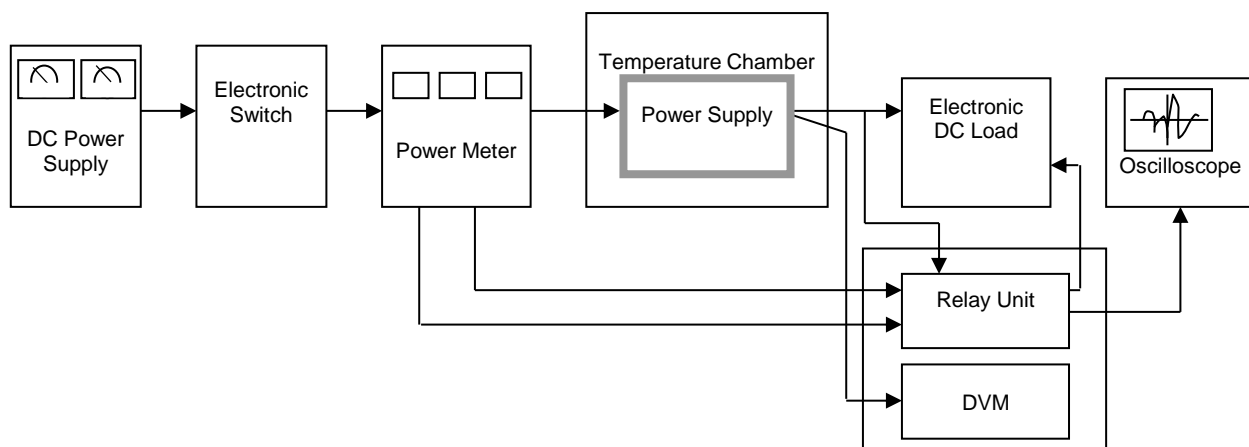 DC Power
Supply
Electronic
Switch
Power Meter
Temperature Chamber
Power Supply
Electronic
DC Load
Oscilloscope
Relay Unit
DVM